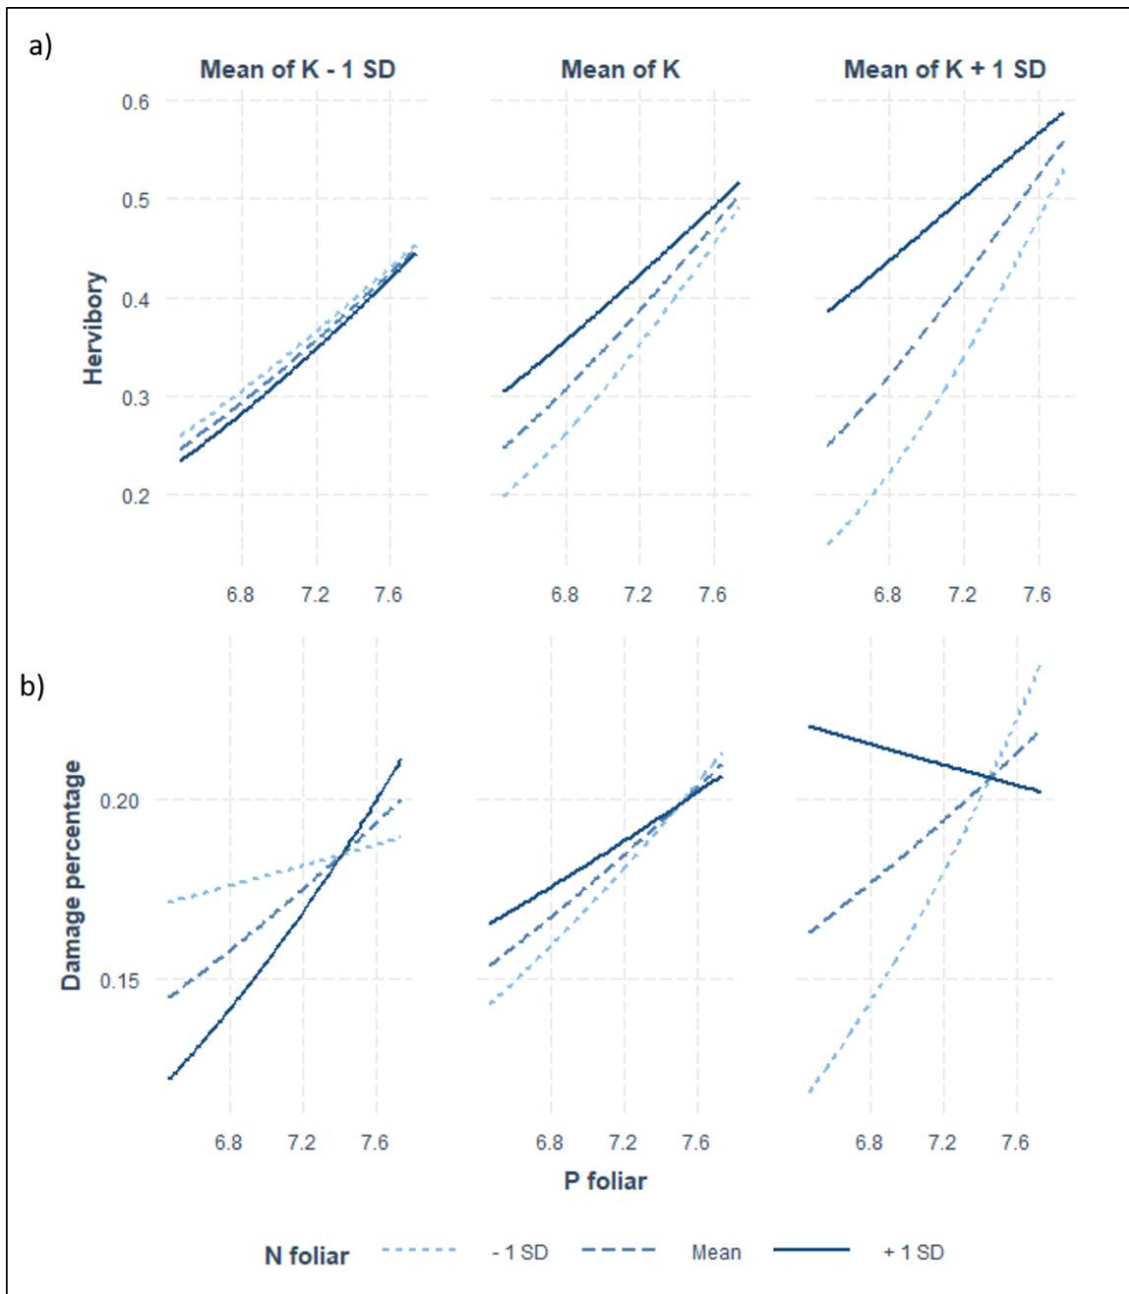 a)
Mean of K - 1 SD Mean of K Mean of K + 1 SD
0.6
0.5
0.4
0.3
0.2
Hervibory
6.8 7.2 7.6 6.8 7.2 7.6 6.8 7.2 7.6
b)
0.20
0.15
Damage percentage
6.8 7.2 7.6 6.8 7.2 7.6 6.8 7.2 7.6
P foliar
N foliar - 1 SD Mean + 1 SD